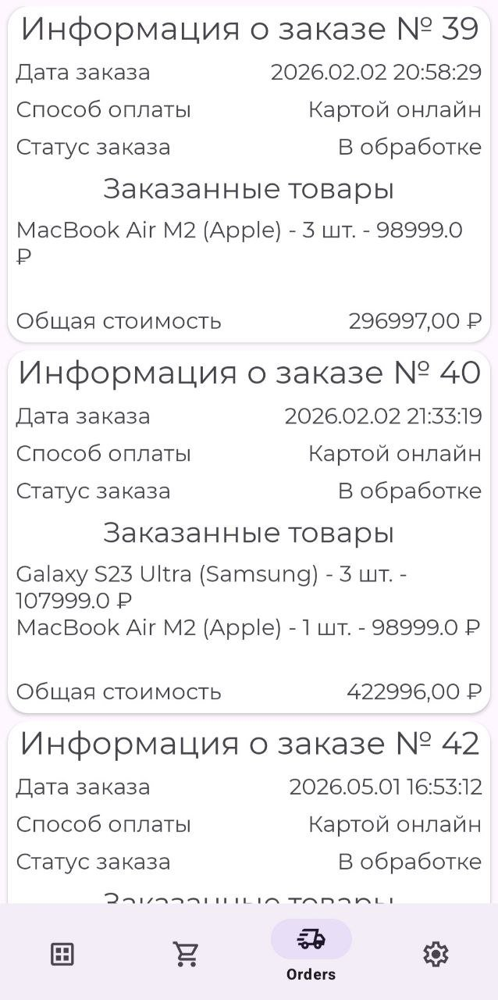 Информация о заказе № 39
Дата заказа 2026.02.02 20:58:29
Способ оплаты Картой онлайн
Статус заказа В обработке
Заказанные товары
MacBook Air M2 (Apple) - 3 шт. - 98999.0
₽
Общая стоимость 296997,00 ₽
Информация о заказе № 40
Дата заказа 2026.02.02 21:33:19
Способ оплаты Картой онлайн
Статус заказа В обработке
Заказанные товары
Galaxy S23 Ultra (Samsung) - 3 шт. -
107999.0 ₽
MacBook Air M2 (Apple) - 1 шт. - 98999.0 ₽
Общая стоимость 422996,00 ₽
Информация о заказе № 42
Дата заказа 2026.05.01 16:53:12
Способ оплаты Картой онлайн
Статус заказа В обработке
Заказанные товары
Orders